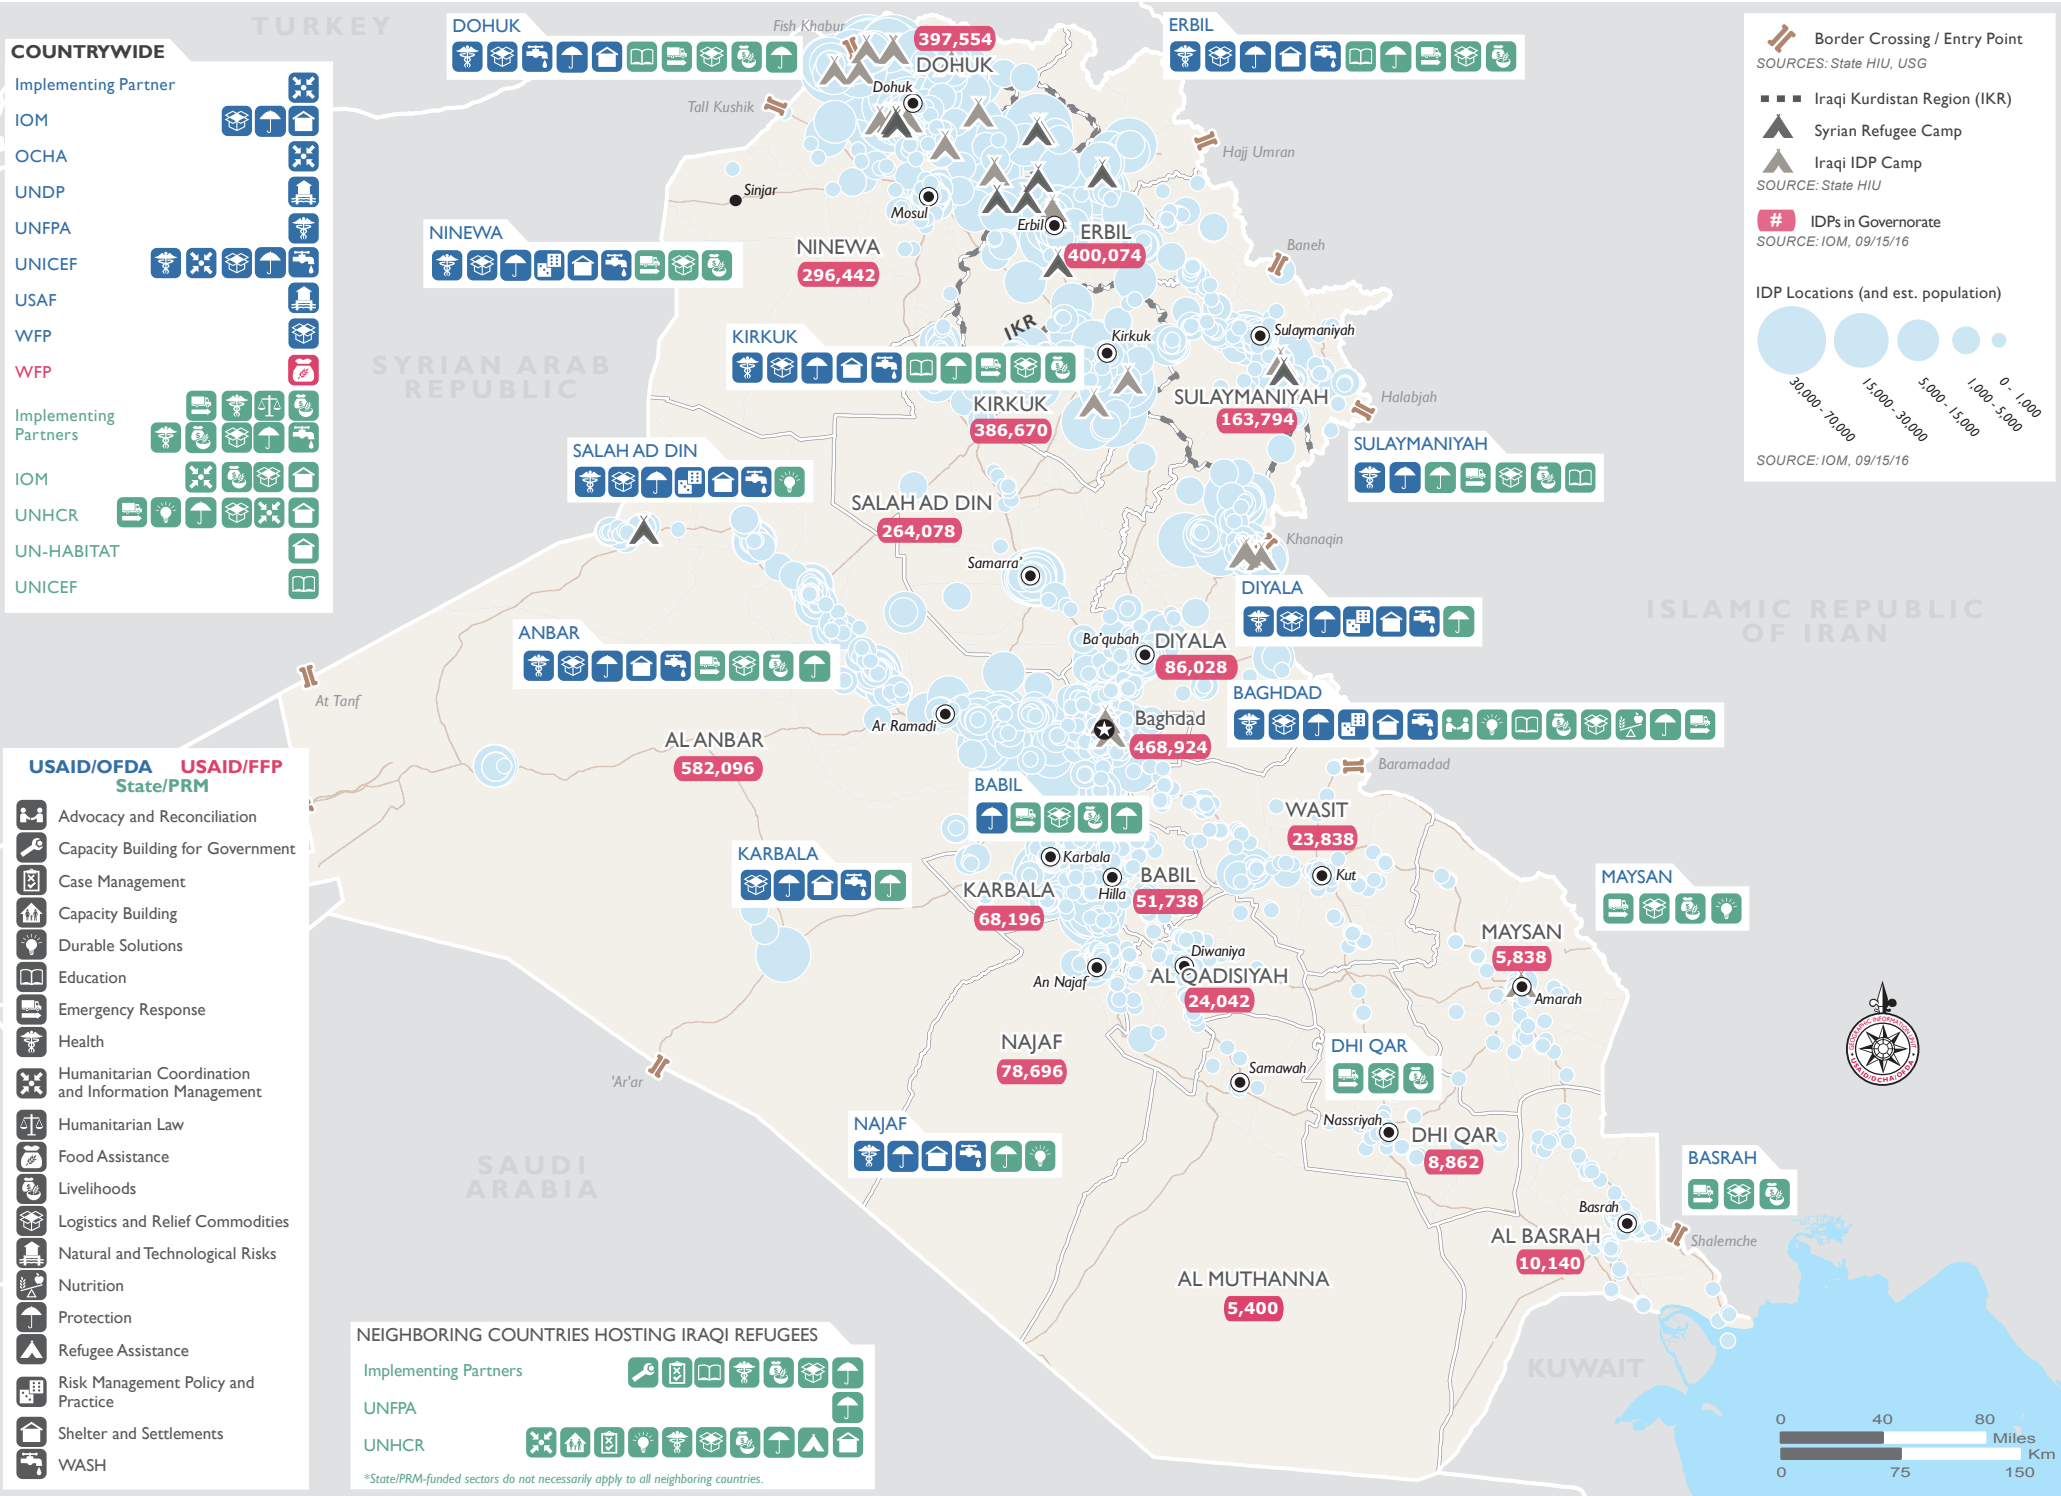 TURKEY
COUNTRYWIDE
Implementing Partner
IOM
OCHA
UNDP
UNFPA
UNICEF
USAF
WFP
WFP
Implementing
Partners
IOM
UNHCR
UN-HABITAT
UNICEF
DOHUK
Fish Khabur
397,554
DOHUK
Dohuk
Tall Kushik
ERBIL
Hajj Umran
Sinjar
Mosul
NINEWA
NINEWA
296,442
Erbil
ERBIL
400,074
Baneh
IKR
KIRKUK
Kirkuk
Sulaymaniyah
SYRIAN ARAB
REPUBLIC
KIRKUK
386,670
SULAYMANIYAH
163,794
Halabjah
SULAYMANIYAH
SALAH AD DIN
SALAH AD DIN
264,078
Samarra'
Khanaqin
DIYALA
ISLAMIC REPUBLIC
OF IRAN
ANBAR
Ba'qubah
DIYALA
86,028
At Tanf
Ar Ramadi
AL ANBAR
582,096
Baghdad
468,924
BAGHDAD
Baramadad
BABIL
WASIT
23,838
Kut
KARBALA
Karbala
KARBALA
68,196
Hilla
BABIL
51,738
MAYSAN
MAYSAN
5,838
Amarah
An Najaf
Diwaniya
AL QADISIYAH
24,042
NAJAF
78,696
'Ar'ar
Samawah
DHI QAR
Nassriyah
DHI QAR
8,862
NAJAF
SAUDI
ARABIA
BASRAH
Basrah
AL BASRAH
10,140
Shalemche
AL MUTHANNA
5,400
KUWAIT
Border Crossing / Entry Point
SOURCES: State HIU, USG
Iraqi Kurdistan Region (IKR)
Syrian Refugee Camp
Iraqi IDP Camp
SOURCE: State HIU
# IDPs in Governorate
SOURCE: IOM, 09/15/16
IDP Locations (and est. population)
30,000 - 70,000
15,000 - 30,000
5,000 - 15,000
1,000 - 5,000
0 - 1,000
SOURCE: IOM, 09/15/16
USAID/OFDA USAID/FFP
State/PRM
Advocacy and Reconciliation
Capacity Building for Government
Case Management
Capacity Building
Durable Solutions
Education
Emergency Response
Health
Humanitarian Coordination
and Information Management
Humanitarian Law
Food Assistance
Livelihoods
Logistics and Relief Commodities
Natural and Technological Risks
Nutrition
Protection
Refugee Assistance
Risk Management Policy and
Practice
Shelter and Settlements
WASH
NEIGHBORING COUNTRIES HOSTING IRAQI REFUGEES
Implementing Partners
UNFPA
UNHCR
*State/PRM-funded sectors do not necessarily apply to all neighboring countries.
GEOGRAPHIC INFORMATION UNIT
USAID/DCHA/OFDA
0 40 80
Miles
Km
0 75 150